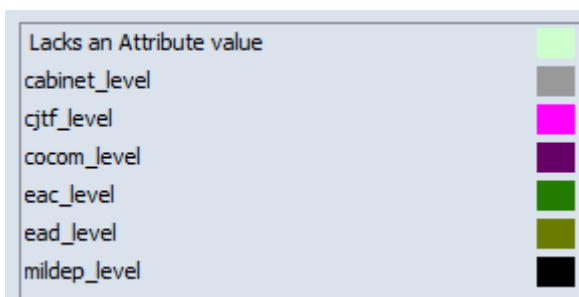 Lacks an Attribute value
cabinet_level
cjtf_level
cocom_level
eac_level
ead_level
mildep_level